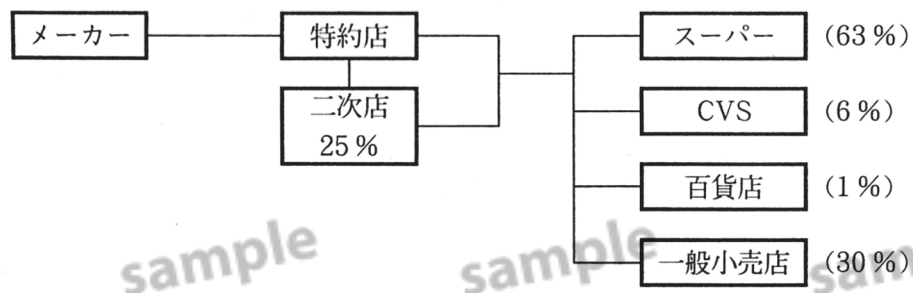 メーカー
特約店
二次店
25%
スーパー (63%)
CVS (6%)
百貨店 (1%)
一般小売店 (30%)
sample
sample
sample